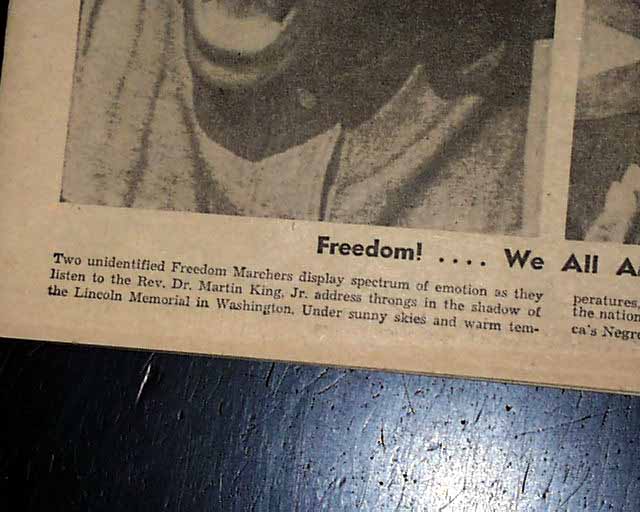 Freedom! .... We All
Two unidentified Freedom Marchers display spectrum of emotion as they
listen to the Rev. Dr. Martin King, Jr. address throngs in the shadow of
the Lincoln Memorial in Washington. Under sunny skies and warm tem-
peratures,
the nation
ca's Negro